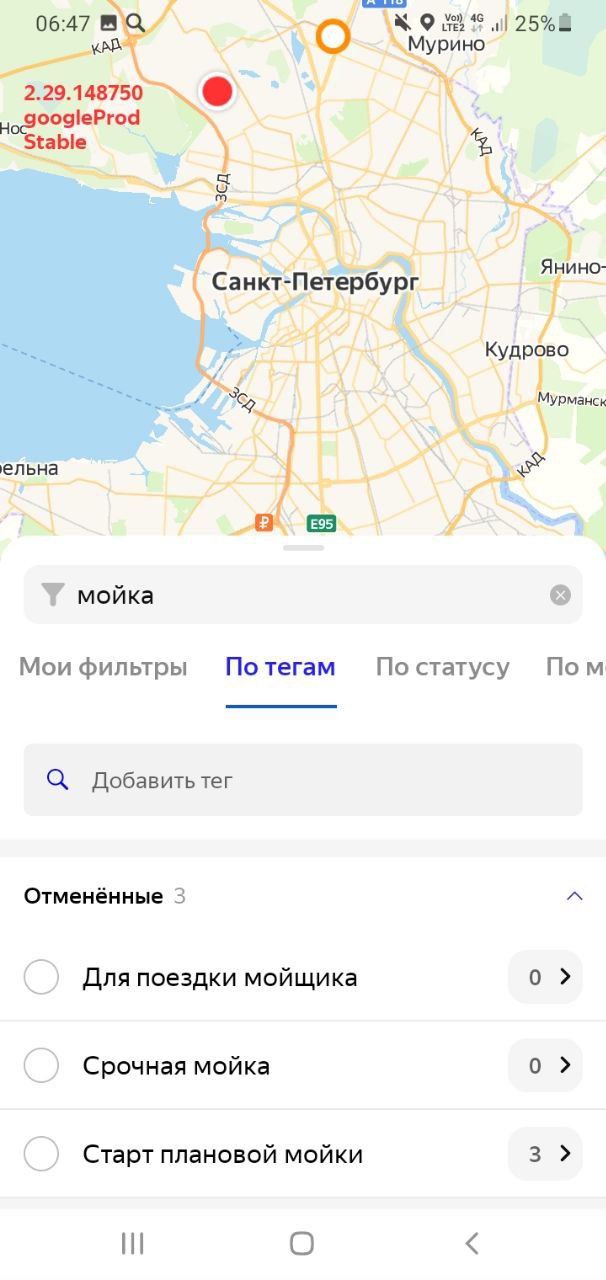 06:47
Vo))
LTE2
4G
25%
A-118
КАД
Мурино
2.29.148750
googleProd
Stable
КАД
ЗСД
Санкт-Петербург
Янино-
Кудрово
Мурманск
ЗСД
КАД
рельна
₽
E95
мойка
Мои фильтры
По тегам
По статусу
По м
Добавить тег
Отменённые 3
Для поездки мойщика
0
Срочная мойка
0
Старт плановой мойки
3